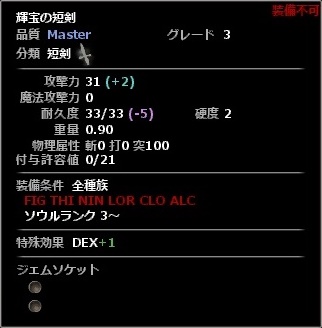 輝宝の短剣
装備不可
品質 Master グレード 3
分類 短剣
攻撃力 31 (+2)
魔法攻撃力 0
耐久度 33/33 (-5) 硬度 2
重量 0.90
物理属性 斬0 打0 突100
付与許容値 0/21
装備条件 全種族
FIG THI NIN LOR CLO ALC
ソウルランク 3～
特殊効果 DEX+1
ジェムソケット